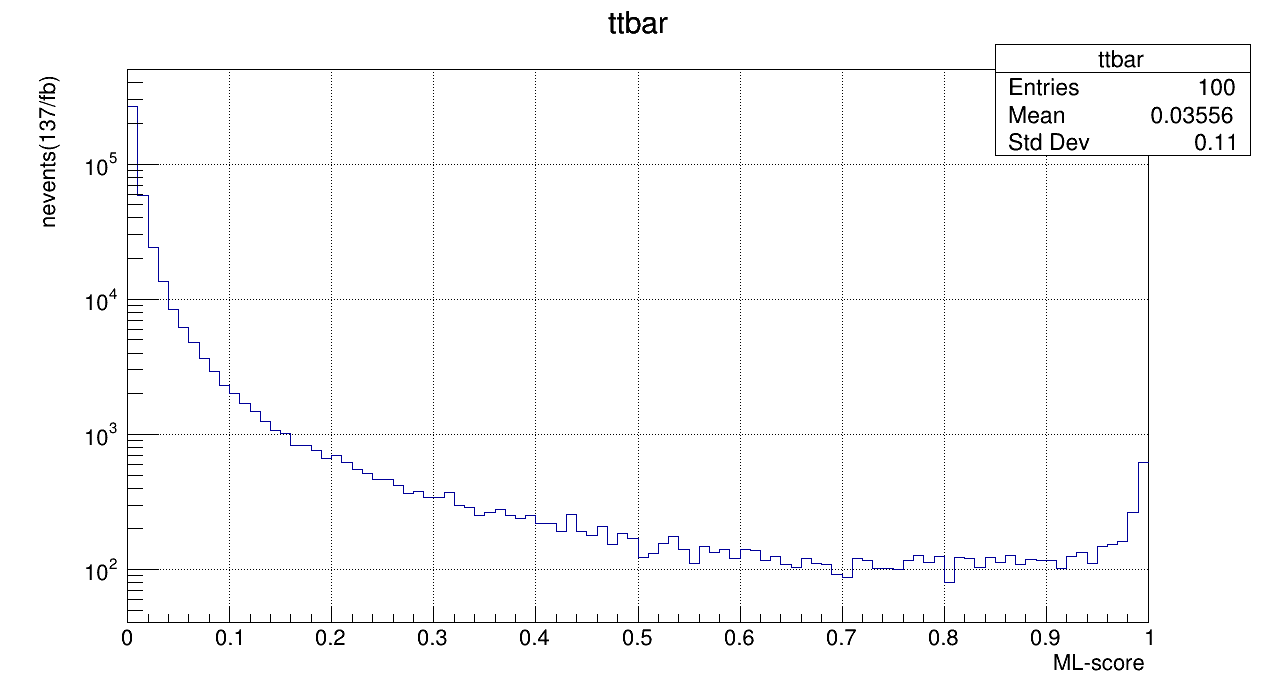 ttbar
ttbar
Entries 100
Mean 0.03556
Std Dev 0.11
nevents(137/fb)
10^5
10^4
10^3
10^2
0 0.1 0.2 0.3 0.4 0.5 0.6 0.7 0.8 0.9 1
ML-score